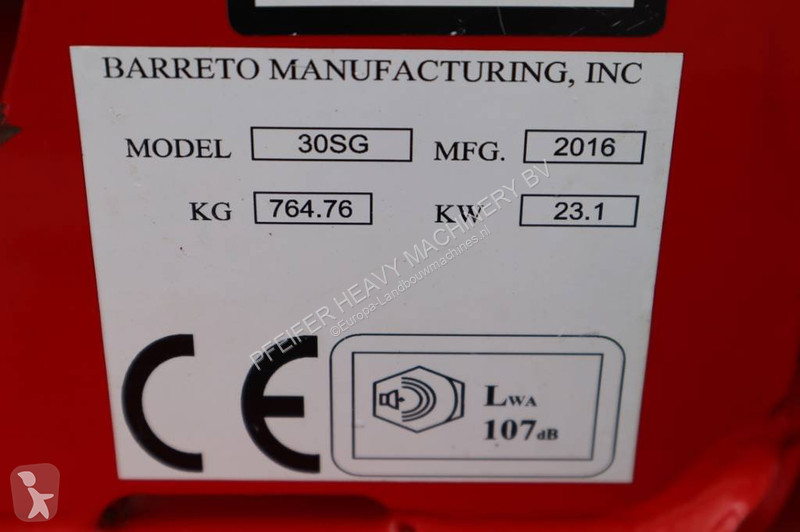 BARRETO MANUFACTURING, INC
MODEL 30SG MFG. 2016
KG 764.76 KW 23.1
PFEIFER HEAVY MACHINERY BV
©Europa-Landbouwmachines.nl
CE
LWA
107dB